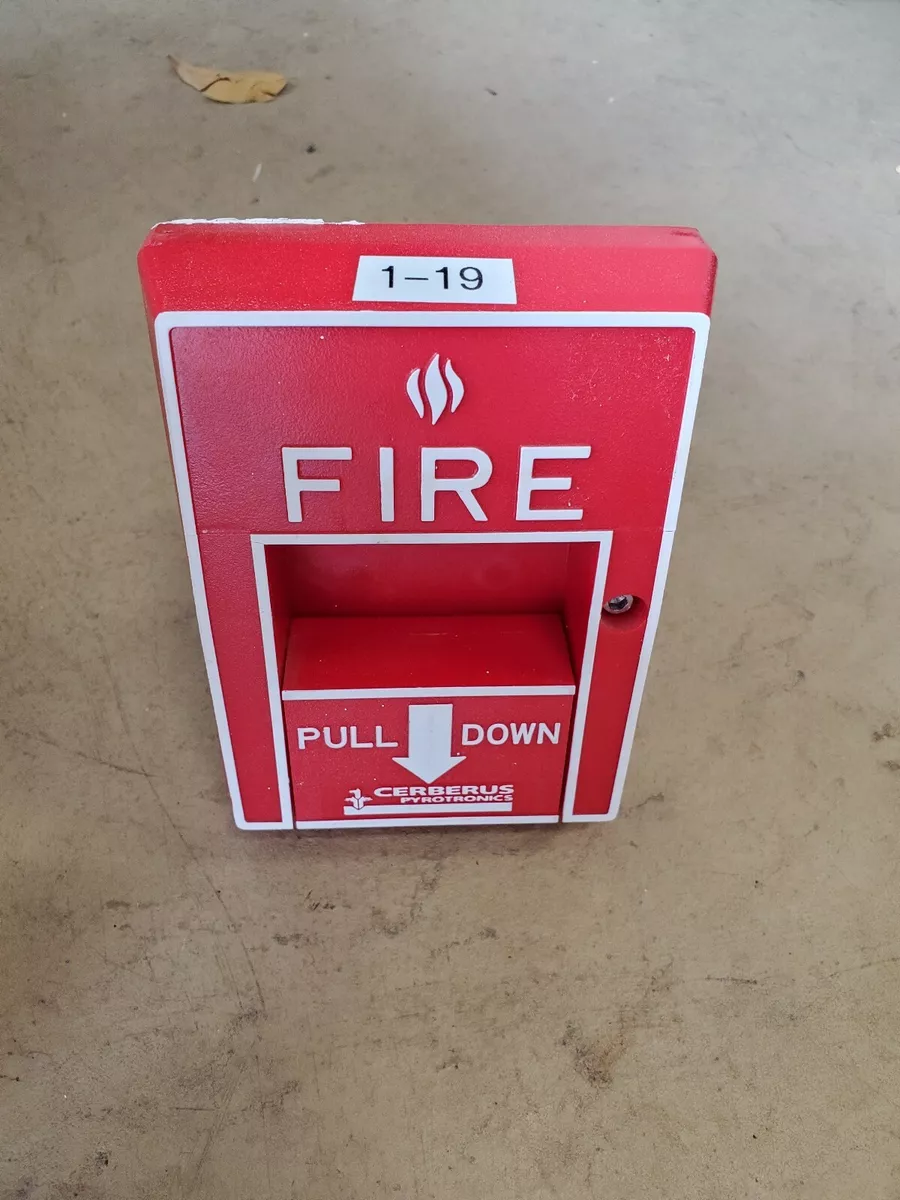 1-19
FIRE
PULL DOWN
CERBERUS
PYROTRONICS